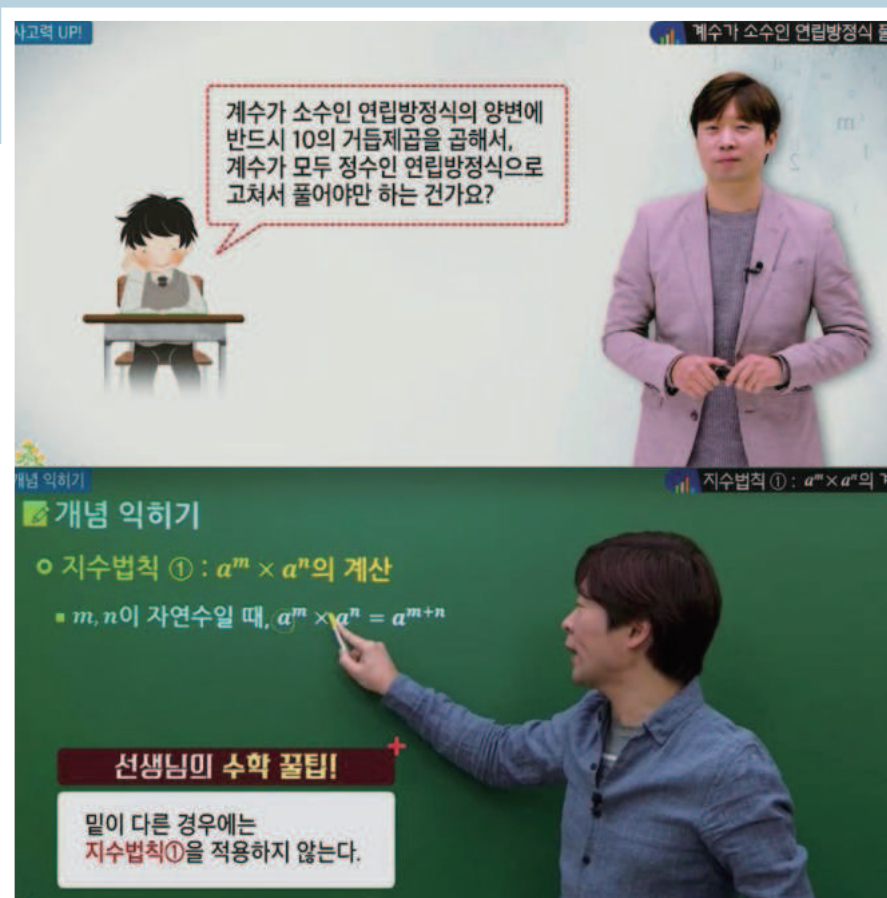 사고력 UP!
계수가 소수인 연립방정식 풀
계수가 소수인 연립방정식의 양변에
반드시 10의 거듭제곱을 곱해서,
계수가 모두 정수인 연립방정식으로
고쳐서 풀어야만 하는 건가요?
m
2
개념 익히기
지수법칙 ① : aᵐ×aⁿ의
개념 익히기
지수법칙 ① : aᵐ × aⁿ의 계산
m, n이 자연수일 때, aᵐ × aⁿ = aᵐ⁺ⁿ
선생님의 수학 꿀팁!
밑이 다른 경우에는
지수법칙①을 적용하지 않는다.